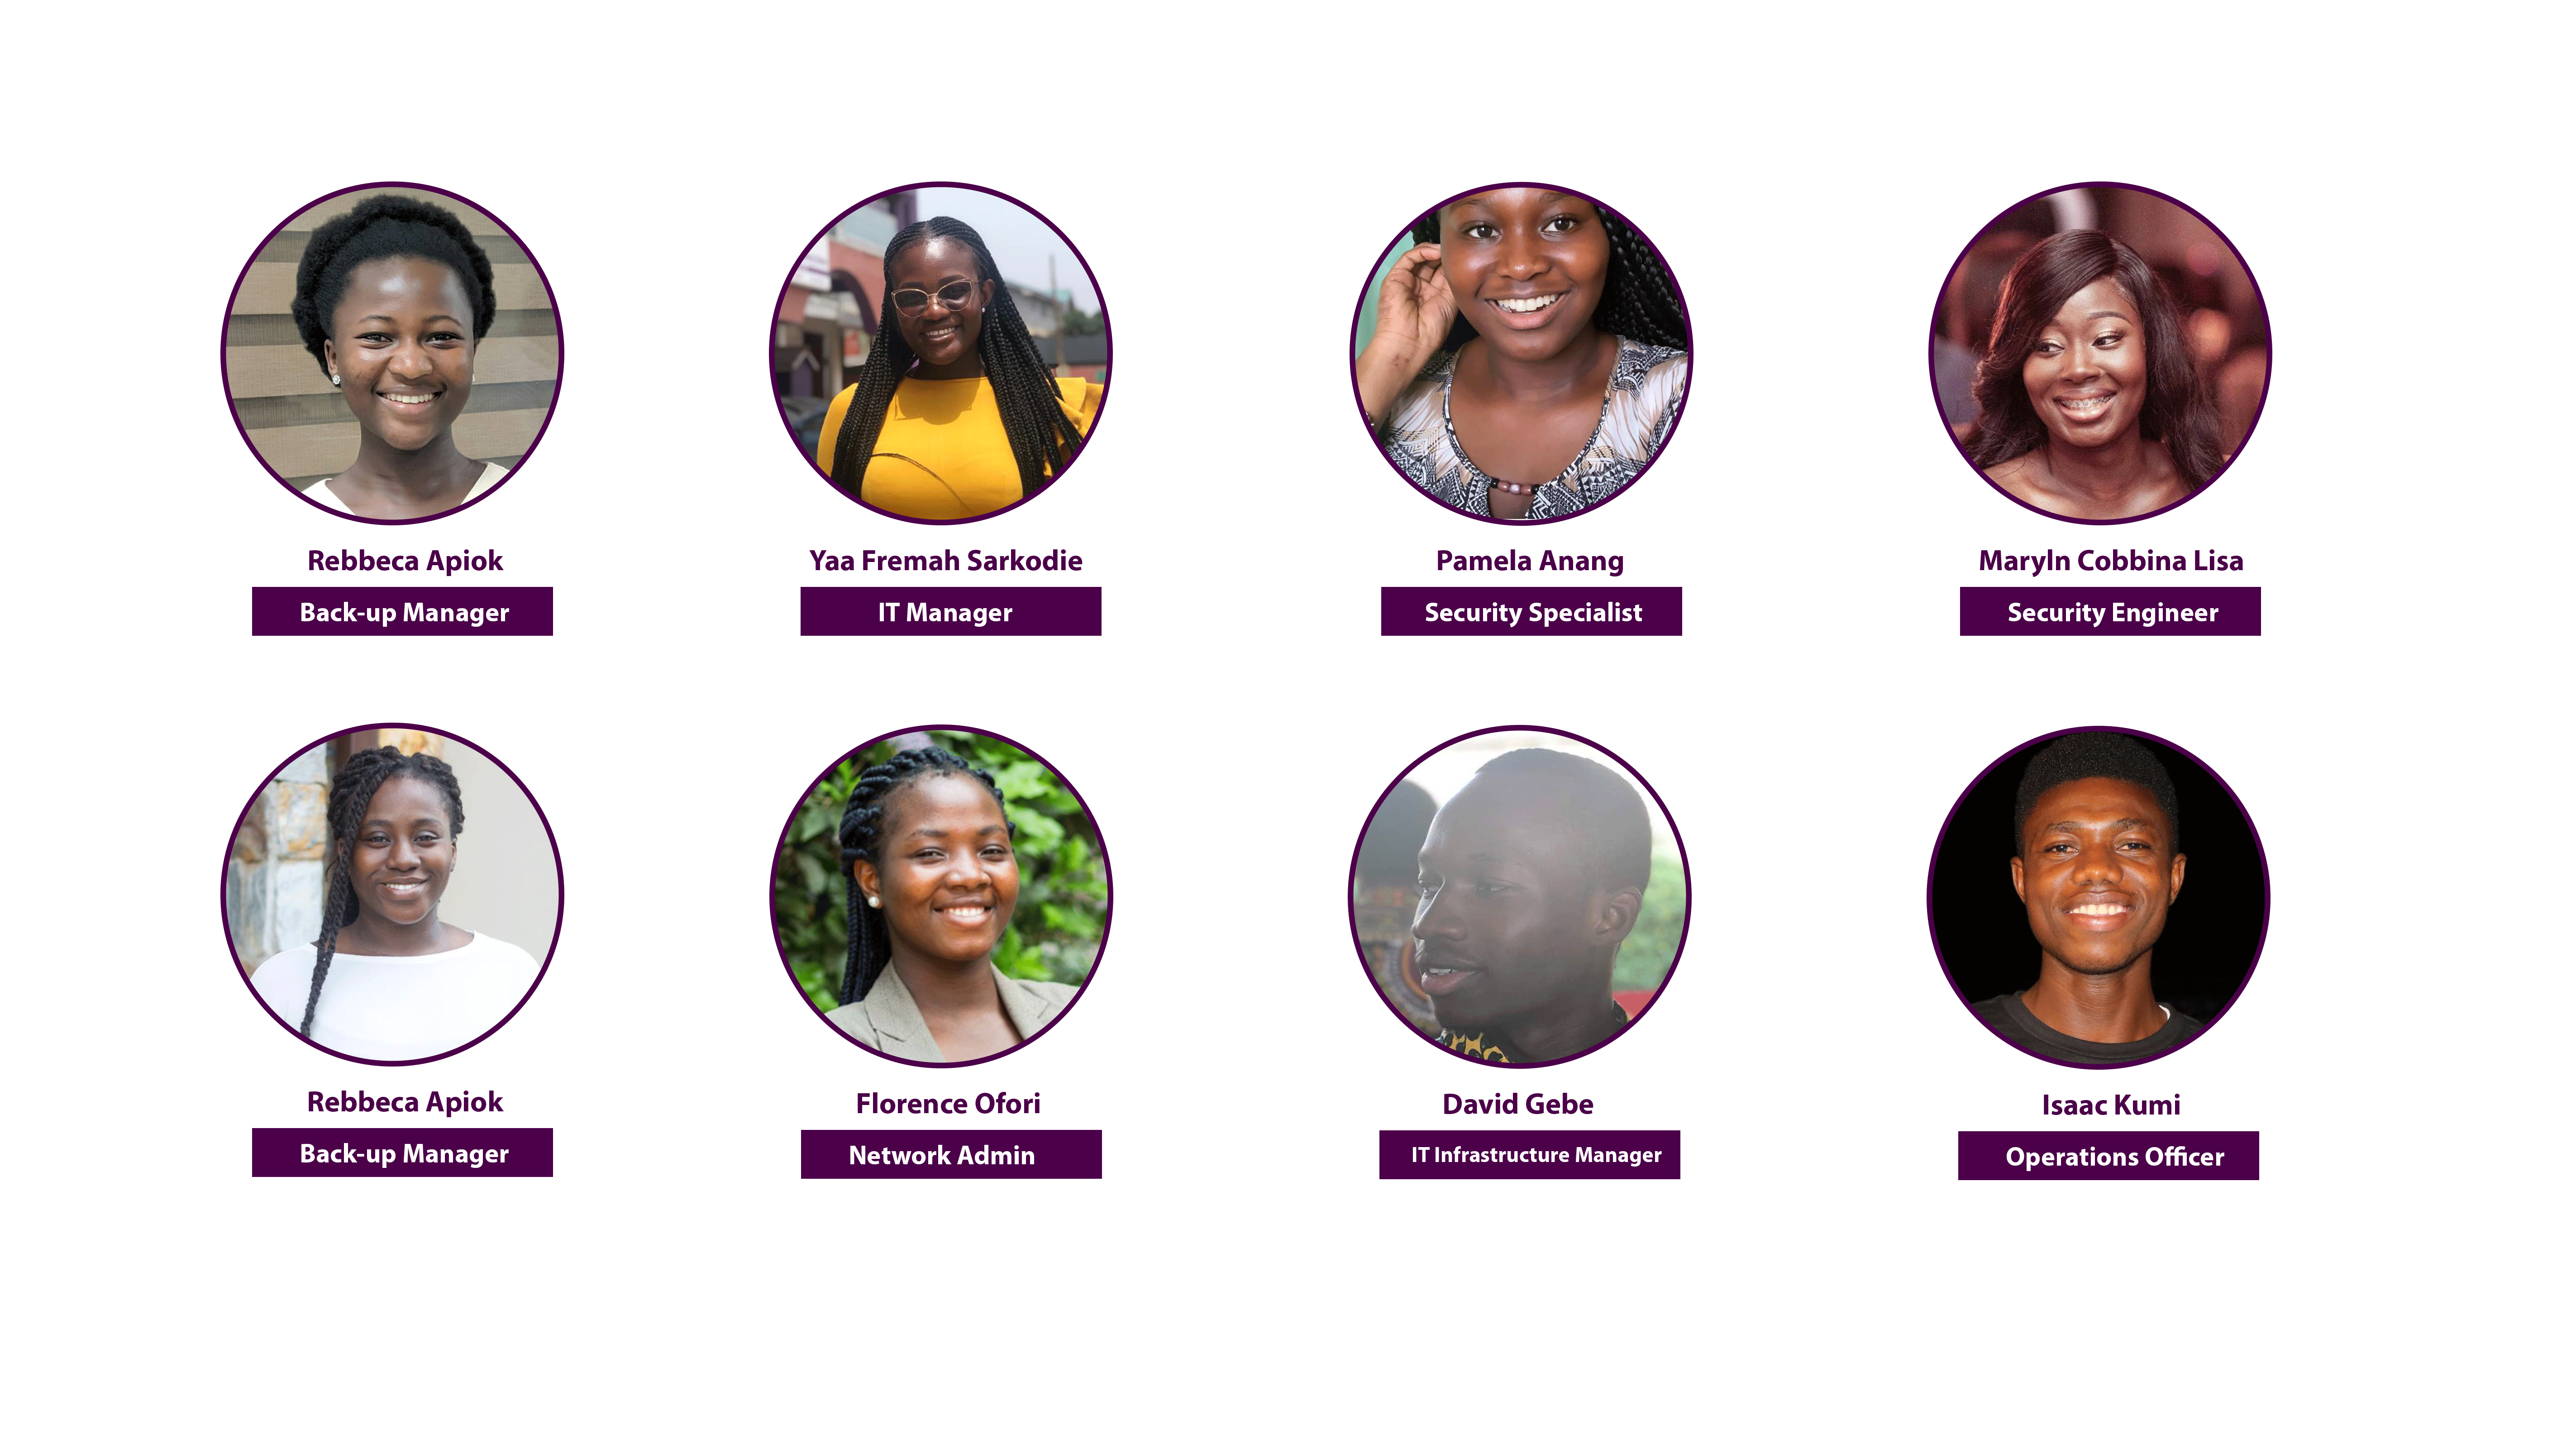 Rebbeca Apiok
Back-up Manager
Yaa Fremah Sarkodie
IT Manager
Pamela Anang
Security Specialist
Maryln Cobbina Lisa
Security Engineer
Rebbeca Apiok
Back-up Manager
Florence Ofori
Network Admin
David Gebe
IT Infrastructure Manager
Isaac Kumi
Operations Officer